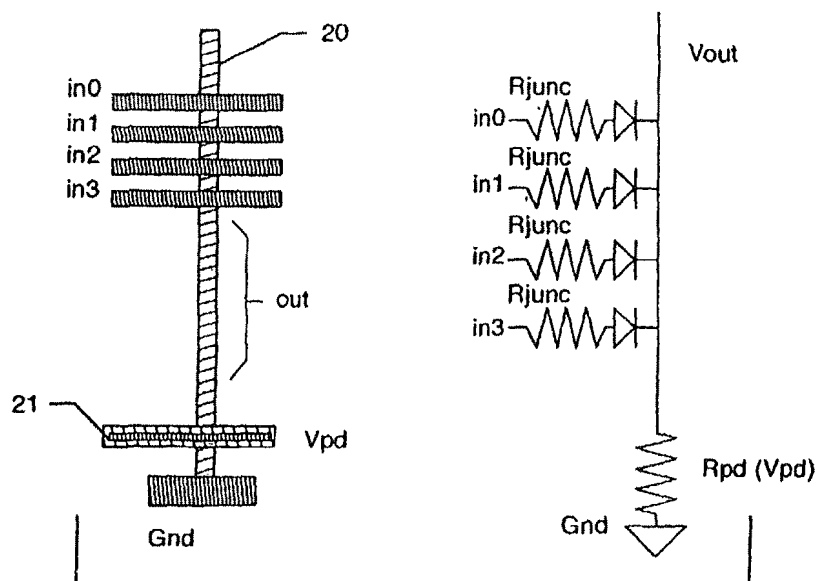 20
in0
in1
in2
in3
out
21
Vpd
Gnd
Vout
Rjunc
in0
Rjunc
in1
Rjunc
in2
Rjunc
in3
Rpd (Vpd)
Gnd